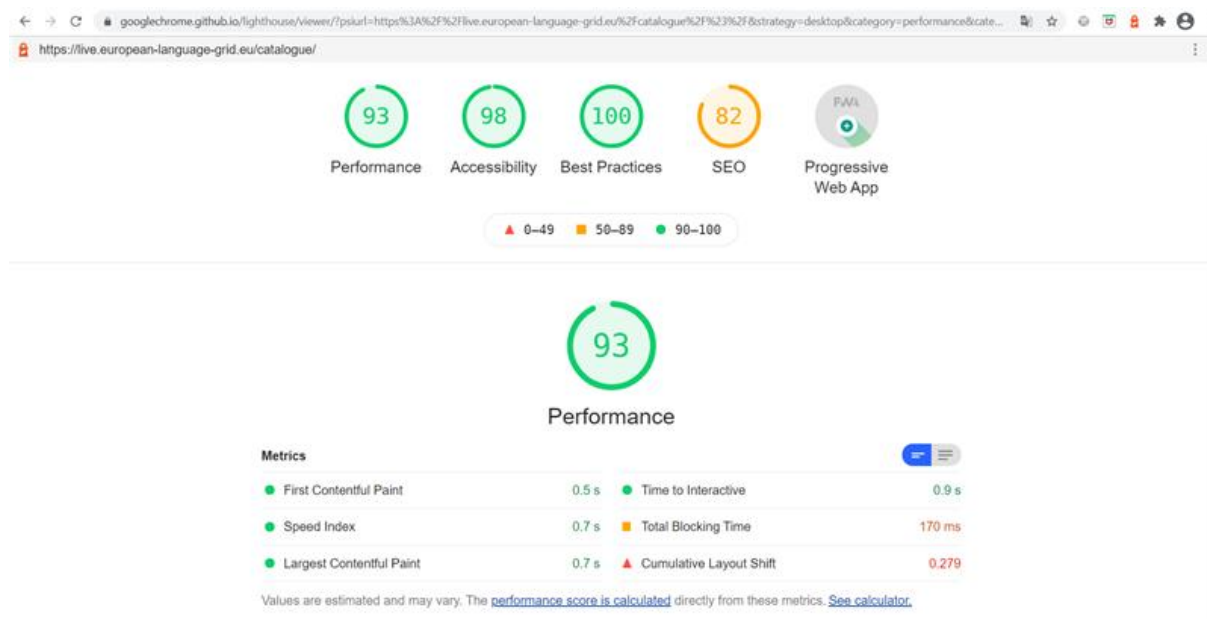 googlechrome.github.io/lighthouse/viewer/?psiurl=https%3A%2F%2Flive.european-language-grid.eu%2Fcatalogue%2F%23%2F&strategy=desktop&category=performance&cate...
https://live.european-language-grid.eu/catalogue/
93 98 100 82 PWA
Performance Accessibility Best Practices SEO Progressive
Web App
0–49 50–89 90–100
93
Performance
Metrics
First Contentful Paint 0.5 s Time to Interactive 0.9 s
Speed Index 0.7 s Total Blocking Time 170 ms
Largest Contentful Paint 0.7 s Cumulative Layout Shift 0.279
Values are estimated and may vary. The performance score is calculated directly from these metrics. See calculator.